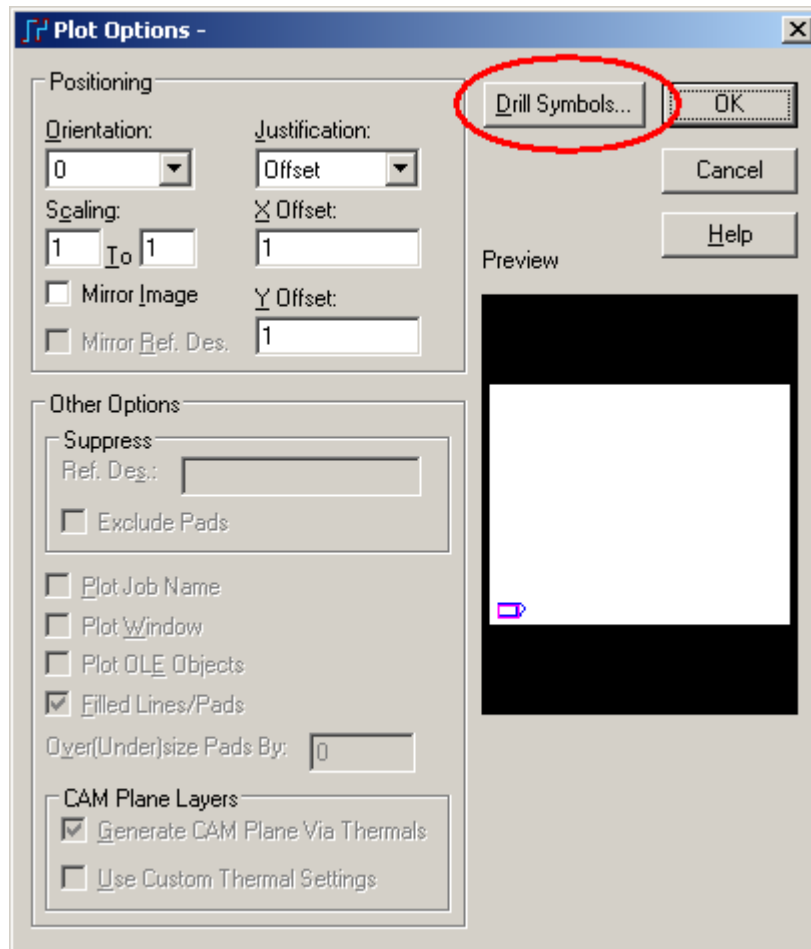 Plot Options -
Positioning
Drill Symbols...
OK
Orientation:
Justification:
0
Offset
Cancel
Scaling:
X Offset:
1 To 1
1
Help
Preview
Mirror Image
Y Offset:
Mirror Ref. Des.
1
Other Options
Suppress
Ref. Des.:
Exclude Pads
Plot Job Name
Plot Window
Plot OLE Objects
Filled Lines/Pads
Over(Under)size Pads By: 0
CAM Plane Layers
Generate CAM Plane Via Thermals
Use Custom Thermal Settings